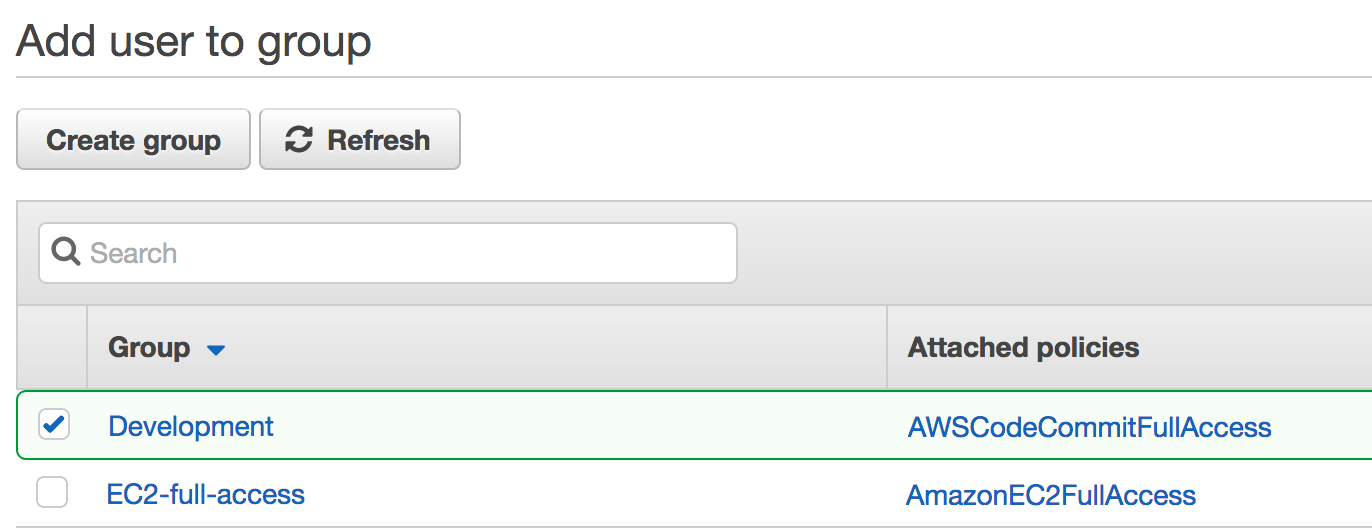 Add user to group
Create group Refresh
Search
Group Attached policies
Development AWSCodeCommitFullAccess
EC2-full-access AmazonEC2FullAccess